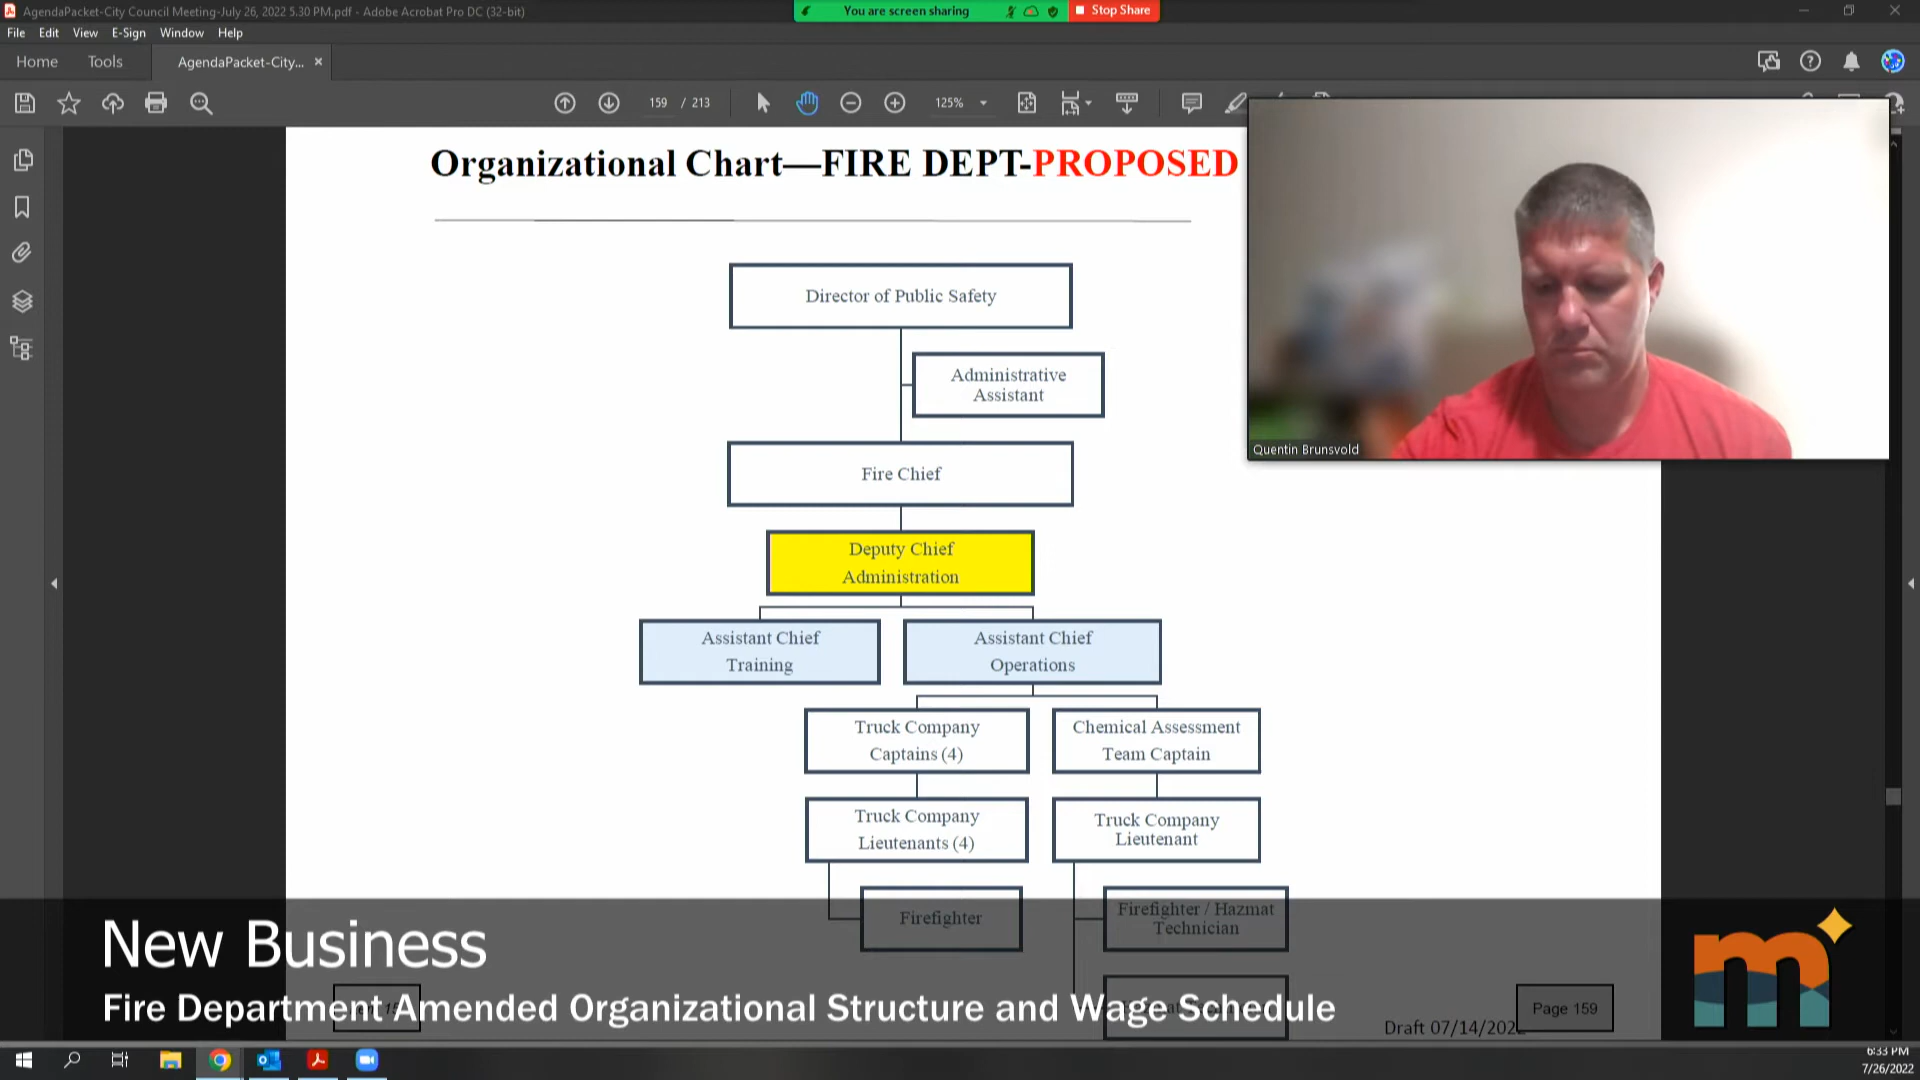 AgendaPacket-City Council Meeting-July 26, 2022 5.30 PM.pdf - Adobe Acrobat Pro DC (32-bit)
You are screen sharing
Stop Share
File Edit View E-Sign Window Help
Home Tools AgendaPacket-City... ×
159 / 213
125%
Organizational Chart—FIRE DEPT-PROPOSED
Director of Public Safety
Administrative
Assistant
Fire Chief
Deputy Chief
Administration
Assistant Chief
Training
Assistant Chief
Operations
Truck Company
Captains (4)
Chemical Assessment
Team Captain
Truck Company
Lieutenants (4)
Truck Company
Lieutenant
Firefighter
Firefighter / Hazmat
Technician
Quentin Brunsvold
New Business
Fire Department Amended Organizational Structure and Wage Schedule
Page 159
Draft 07/14/2022
m
6:33 PM
7/26/2022